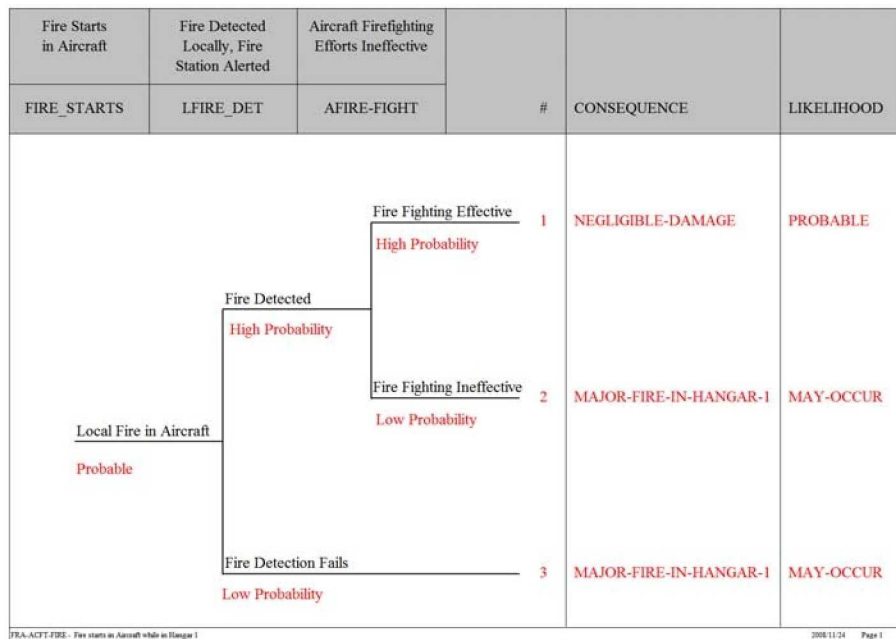 Fire Starts
in Aircraft
Fire Detected
Locally, Fire
Station Alerted
Aircraft Firefighting
Efforts Ineffective
FIRE_STARTS
LFIRE_DET
AFIRE-FIGHT
#
CONSEQUENCE
LIKELIHOOD
Fire Fighting Effective
High Probability
1
NEGLIGIBLE-DAMAGE
PROBABLE
Fire Detected
High Probability
Fire Fighting Ineffective
Low Probability
2
MAJOR-FIRE-IN-HANGAR-1
MAY-OCCUR
Local Fire in Aircraft
Probable
Fire Detection Fails
Low Probability
3
MAJOR-FIRE-IN-HANGAR-1
MAY-OCCUR
FRA-ACFT-FIRE - Fire starts in Aircraft while in Hangar 1
2008/11/24 Page 1